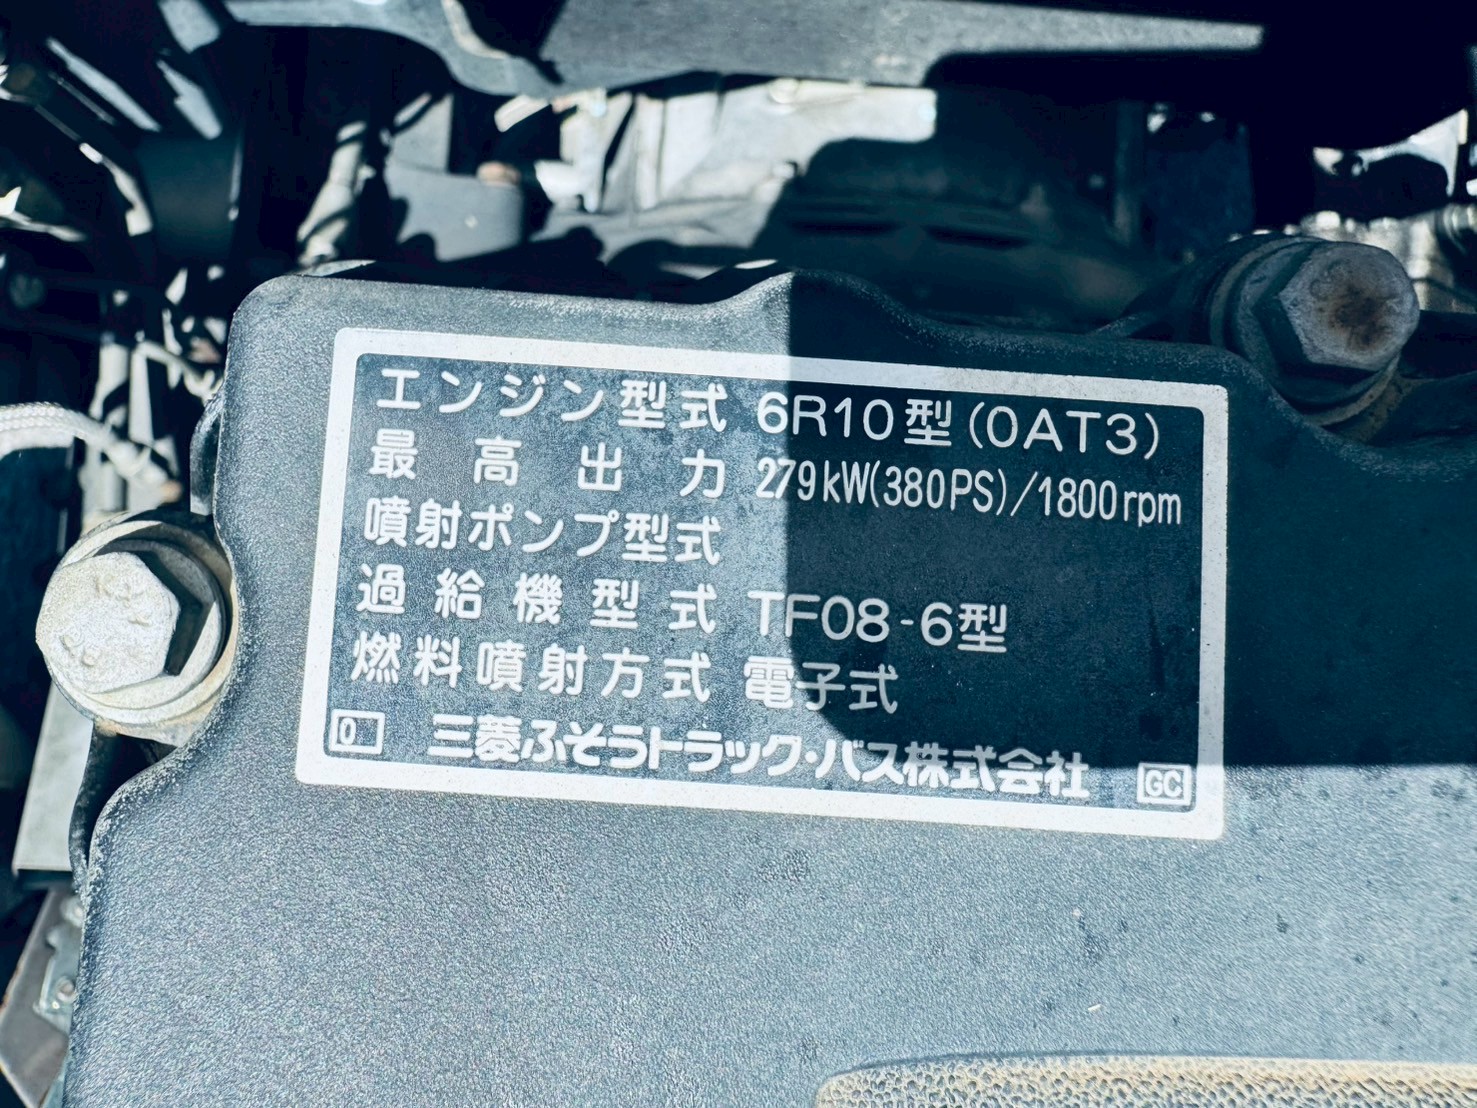 エンジン型式 6R10型(0AT3)
最高出力 279kW(380PS)/1800rpm
噴射ポンプ型式
過給機型式 TF08-6型
燃料噴射方式 電子式
0 三菱ふそうトラック・バス株式会社 GC